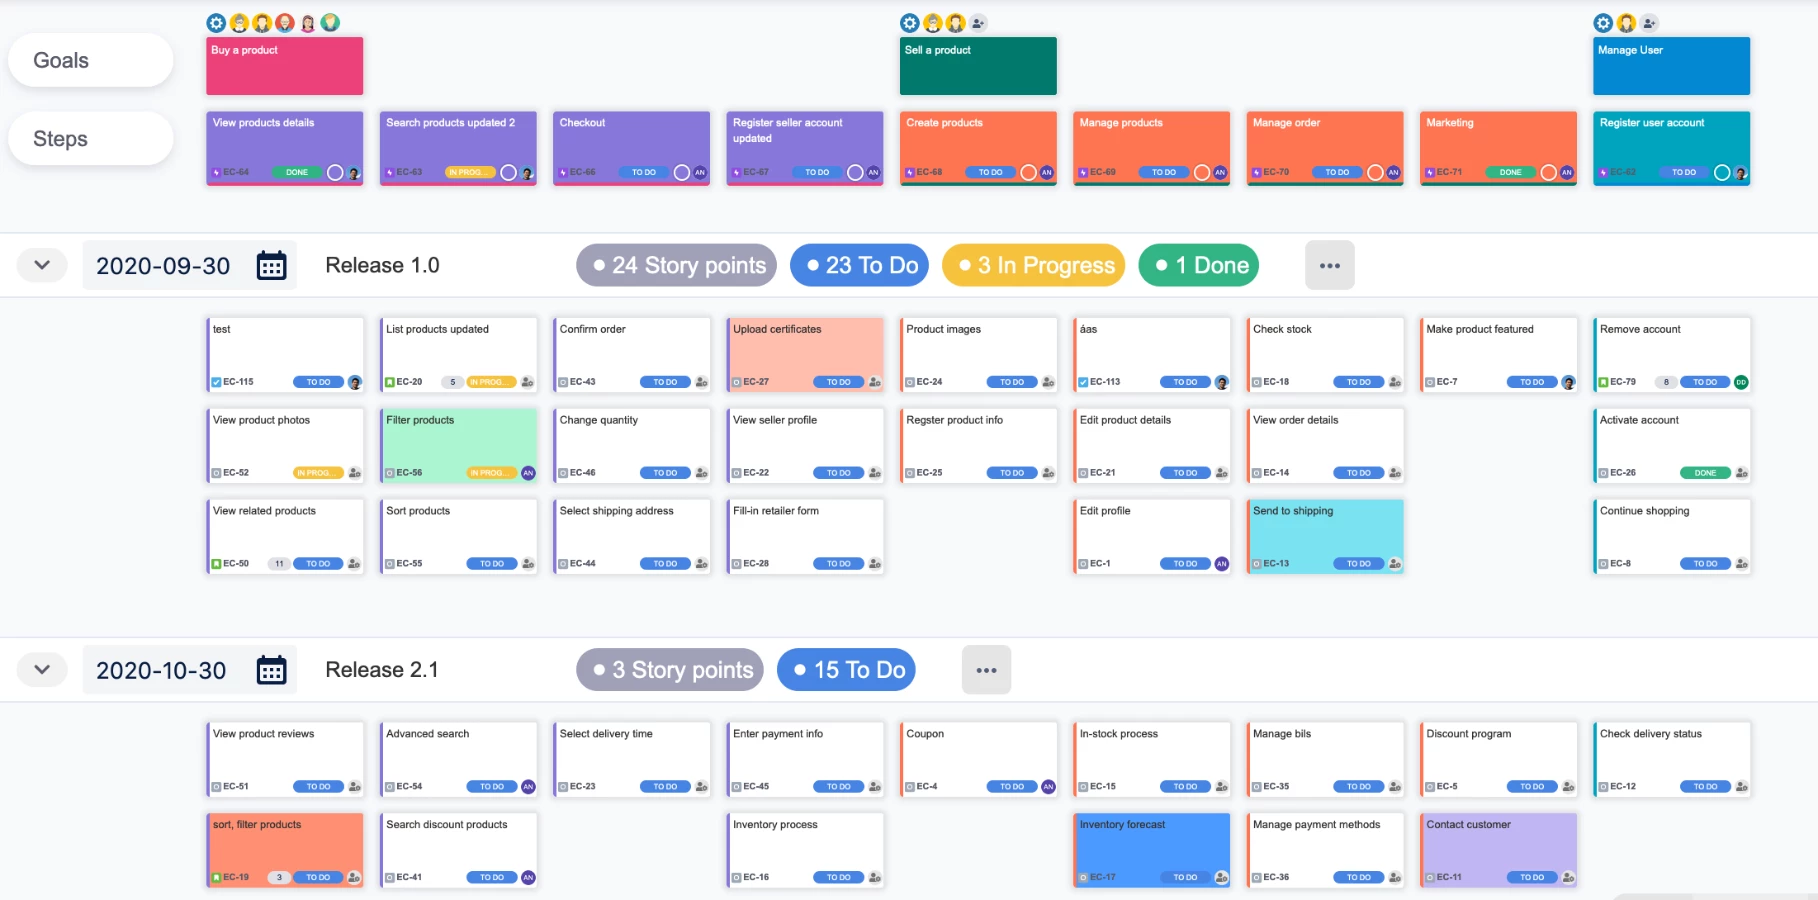 Goals
Buy a product
Sell a product
Manage User
Steps
View products details
EC-64 DONE
Search products updated 2
EC-63 IN PROG...
Checkout
EC-66 TO DO AN
Register seller account
updated
EC-67 TO DO AN
Create products
EC-68 TO DO AN
Manage products
EC-69 TO DO AN
Manage order
EC-70 TO DO AN
Marketing
EC-71 DONE AN
Register user account
EC-62 TO DO
2020-09-30 Release 1.0 24 Story points 23 To Do 3 In Progress 1 Done
test
EC-115 TO DO
List products updated
EC-20 5 IN PROG...
Confirm order
EC-43 TO DO
Upload certificates
EC-27 TO DO
Product images
EC-24 TO DO
áas
EC-113 TO DO
Check stock
EC-18 TO DO
Make product featured
EC-7 TO DO
Remove account
EC-79 8 TO DO DD
View product photos
EC-52 IN PROG...
Filter products
EC-56 IN PROG... AN
Change quantity
EC-46 TO DO
View seller profile
EC-22 TO DO
Regster product info
EC-25 TO DO
Edit product details
EC-21 TO DO
View order details
EC-14 TO DO
Activate account
EC-26 DONE
View related products
EC-50 11 TO DO
Sort products
EC-55 TO DO
Select shipping address
EC-44 TO DO
Fill-in retailer form
EC-28 TO DO
Edit profile
EC-1 TO DO AN
Send to shipping
EC-13 TO DO
Continue shopping
EC-8 TO DO
2020-10-30 Release 2.1 3 Story points 15 To Do
View product reviews
EC-51 TO DO
Advanced search
EC-54 TO DO AN
Select delivery time
EC-23 TO DO
Enter payment info
EC-45 TO DO
Coupon
EC-4 TO DO AN
In-stock process
EC-15 TO DO
Manage bils
EC-35 TO DO
Discount program
EC-5 TO DO
Check delivery status
EC-12 TO DO
sort, filter products
EC-19 3 TO DO
Search discount products
EC-41 TO DO AN
Inventory process
EC-16 TO DO
Inventory forecast
EC-17 TO DO
Manage payment methods
EC-36 TO DO
Contact customer
EC-11 TO DO